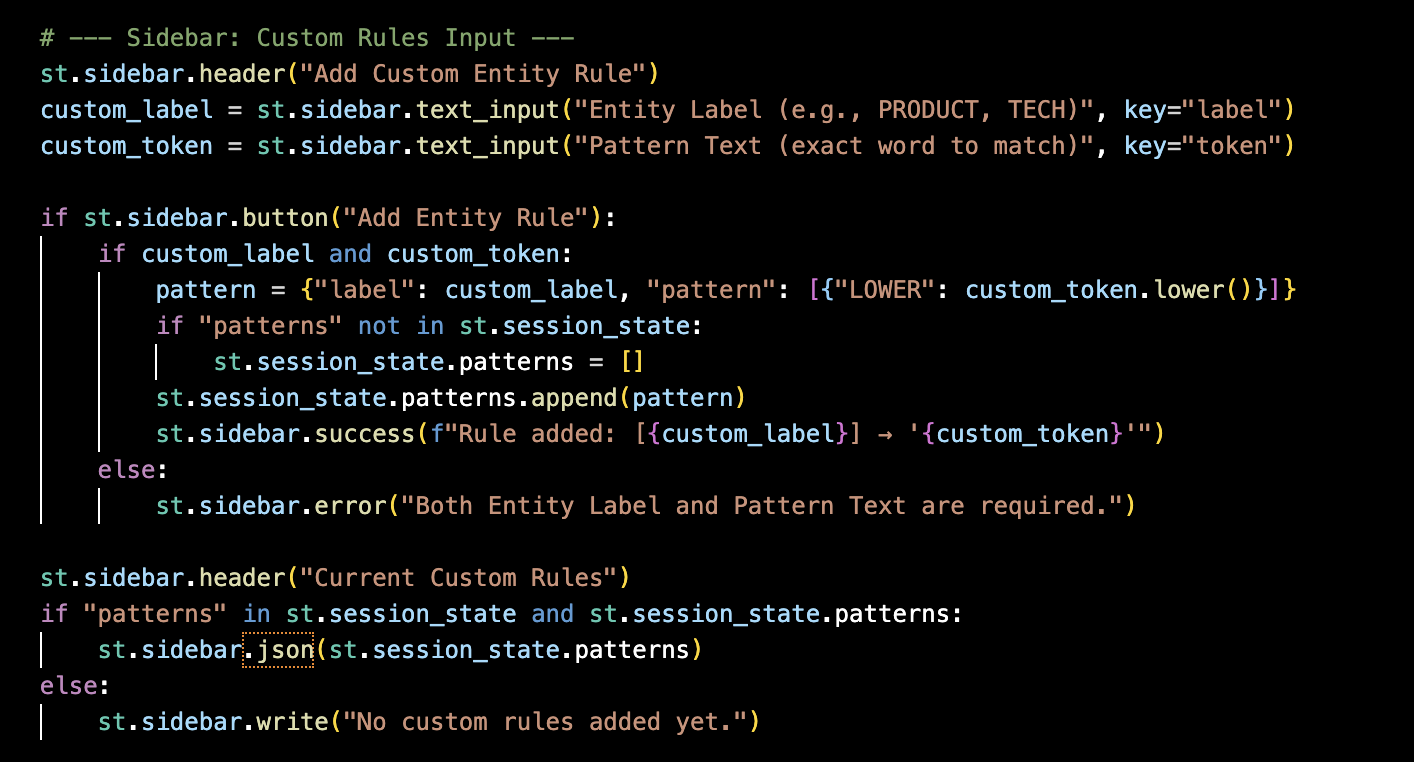 # --- Sidebar: Custom Rules Input ---
st.sidebar.header("Add Custom Entity Rule")
custom_label = st.sidebar.text_input("Entity Label (e.g., PRODUCT, TECH)", key="label")
custom_token = st.sidebar.text_input("Pattern Text (exact word to match)", key="token")

if st.sidebar.button("Add Entity Rule"):
    if custom_label and custom_token:
        pattern = {"label": custom_label, "pattern": [{"LOWER": custom_token.lower()}]}
        if "patterns" not in st.session_state:
            st.session_state.patterns = []
        st.session_state.patterns.append(pattern)
        st.sidebar.success(f"Rule added: [{custom_label}] → '{custom_token}'")
    else:
        st.sidebar.error("Both Entity Label and Pattern Text are required.")

st.sidebar.header("Current Custom Rules")
if "patterns" in st.session_state and st.session_state.patterns:
    st.sidebar.json(st.session_state.patterns)
else:
    st.sidebar.write("No custom rules added yet.")